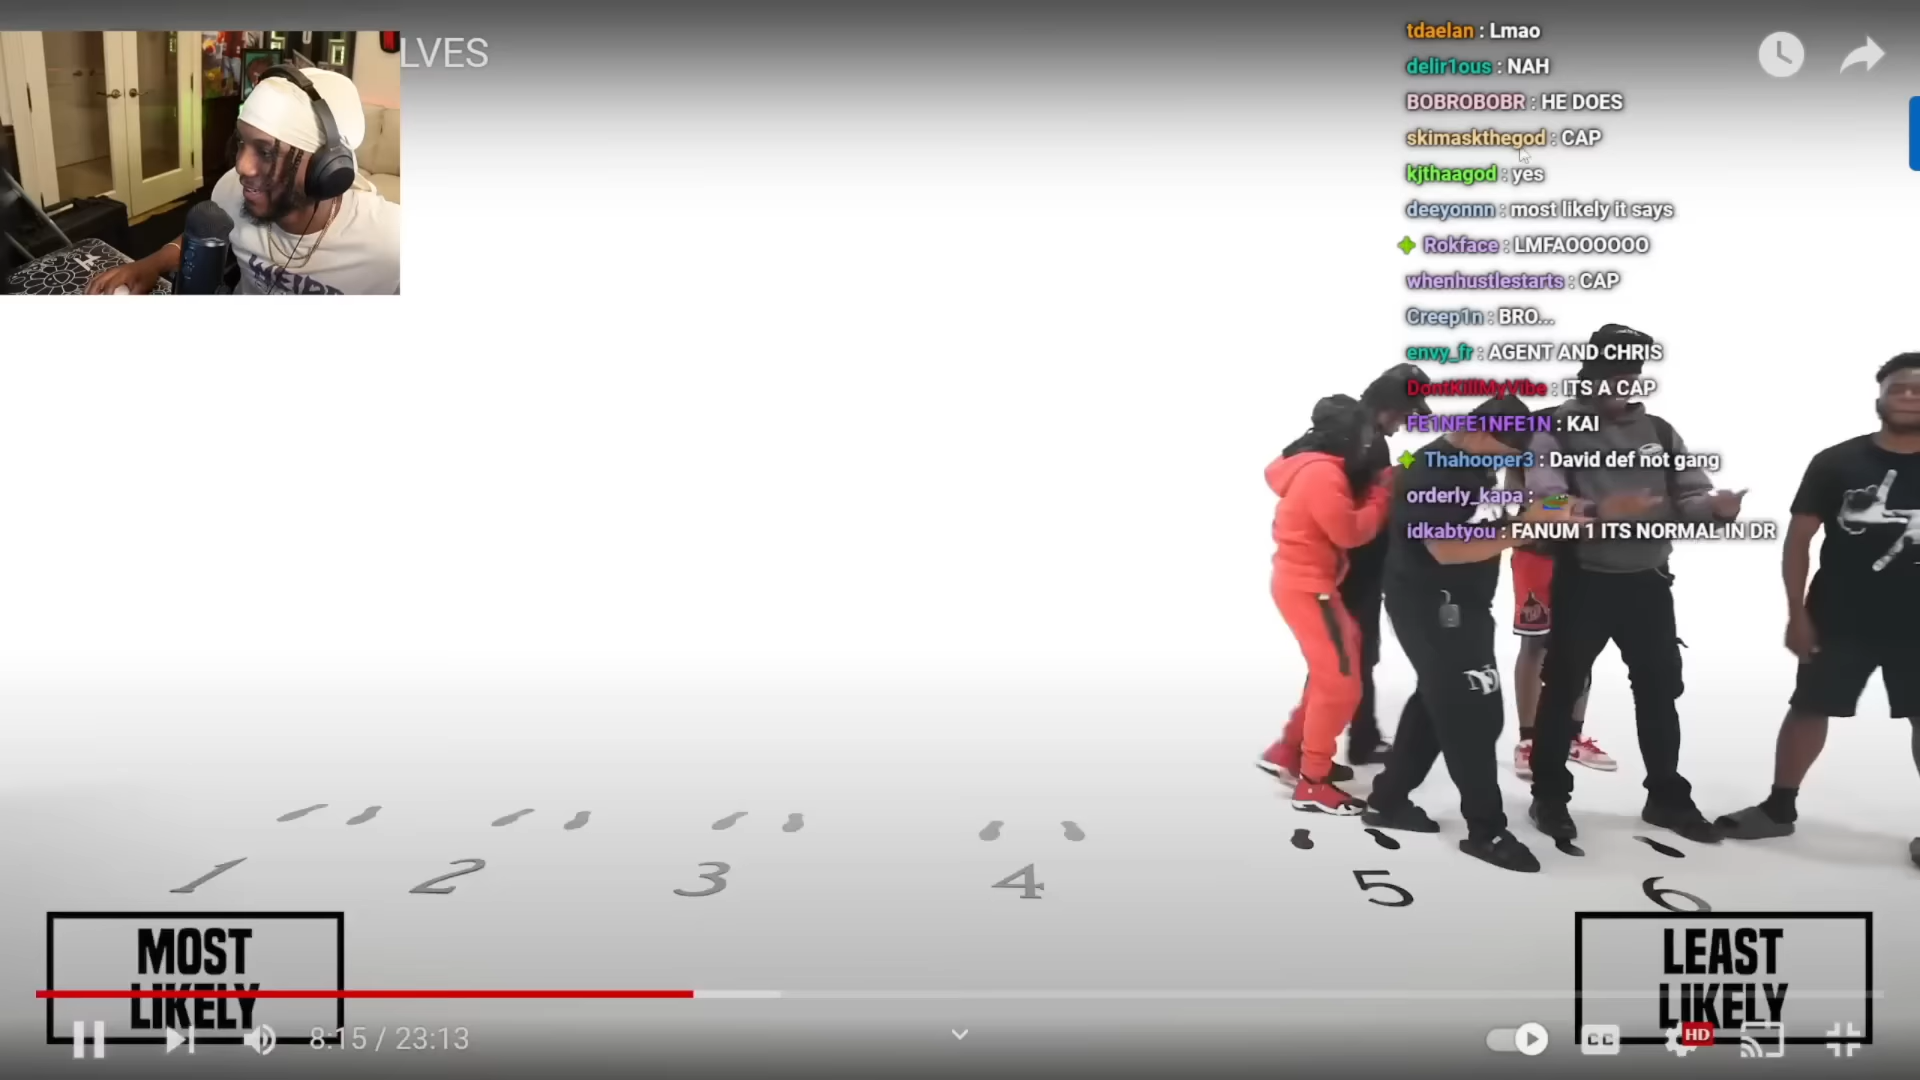 LVES
tdaelan : Lmao
delir1ous : NAH
BOBROBOBR : HE DOES
skimaskthegod : CAP
kjthaagod : yes
deeyonnn : most likely it says
Rokface : LMFAOOOOOO
whenhustlestarts : CAP
Creep1n : BRO...
envy_fr : AGENT AND CHRIS
DontKillMyVibe : ITS A CAP
FE1NFE1NFE1N : KAI
Thahooper3 : David def not gang
orderly_kapa :
idkabtyou : FANUM 1 ITS NORMAL IN DR
1 2 3 4 5 6
MOST
LIKELY
LEAST
LIKELY
8:15 / 23:13
CC
HD